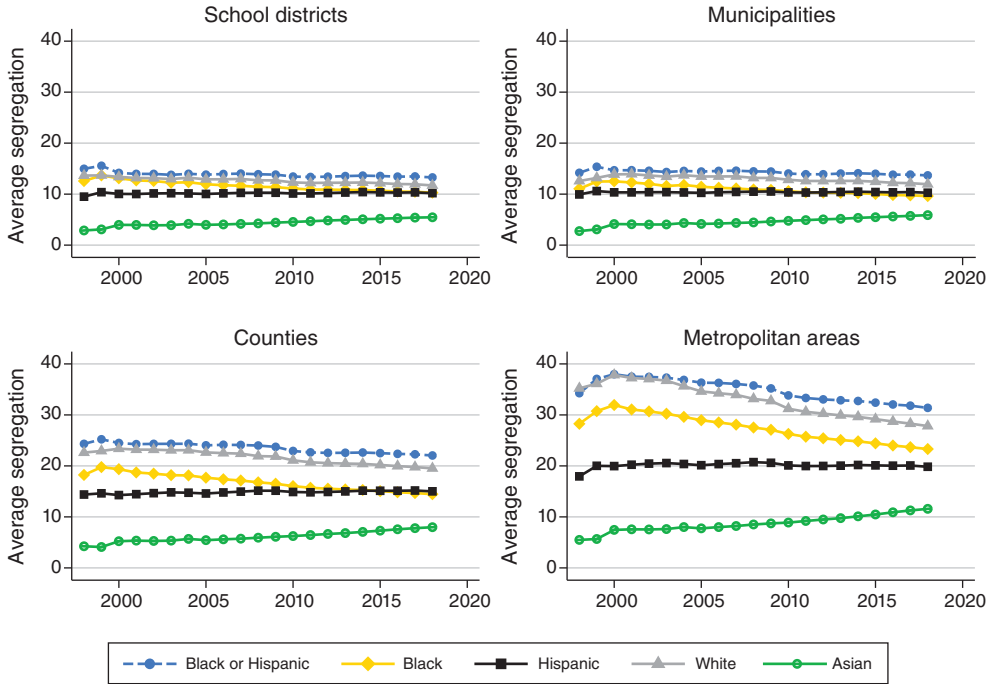 School districts
Average segregation
40
30
20
10
0
2000 2005 2010 2015 2020
Municipalities
Average segregation
40
30
20
10
0
2000 2005 2010 2015 2020
Counties
Average segregation
40
30
20
10
0
2000 2005 2010 2015 2020
Metropolitan areas
Average segregation
40
30
20
10
0
2000 2005 2010 2015 2020
Black or Hispanic Black Hispanic White Asian